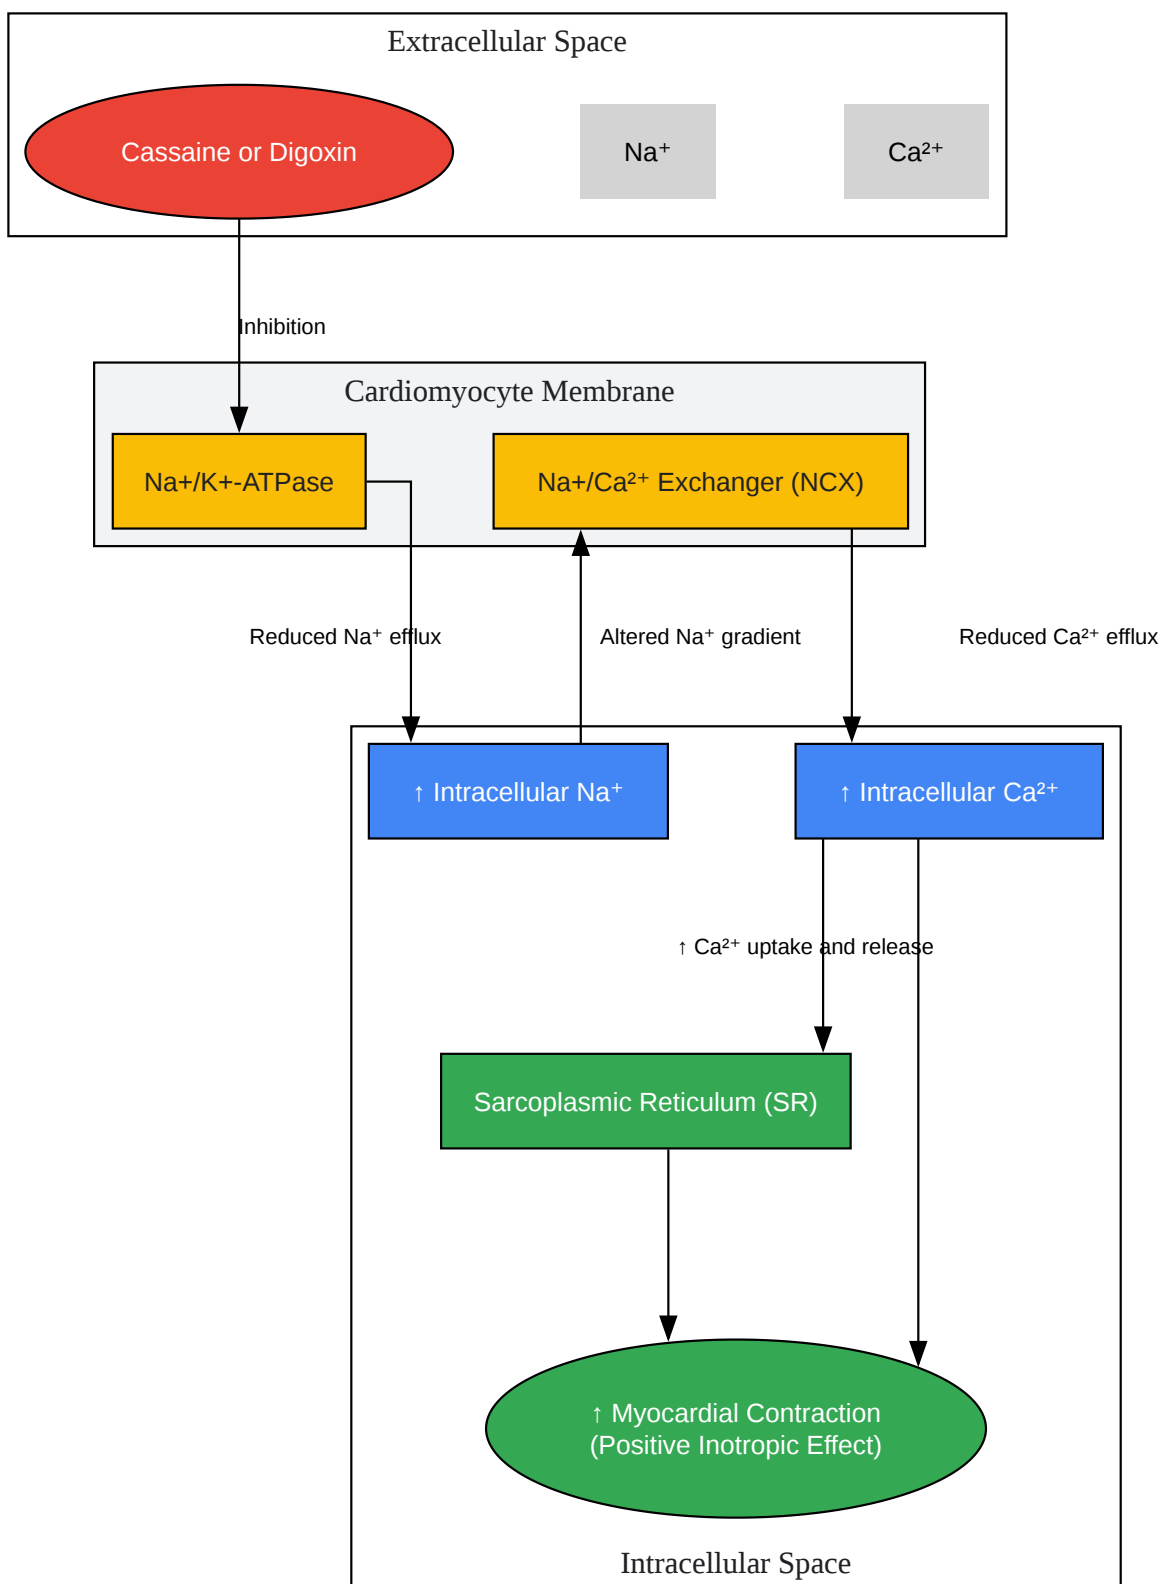 Extracellular Space
Cassaine or Digoxin
Na⁺
Ca²⁺
Inhibition
Cardiomyocyte Membrane
Na+/K+-ATPase
Na+/Ca²⁺ Exchanger (NCX)
Reduced Na⁺ efflux
Altered Na⁺ gradient
Reduced Ca²⁺ efflux
↑ Intracellular Na⁺
↑ Intracellular Ca²⁺
↑ Ca²⁺ uptake and release
Sarcoplasmic Reticulum (SR)
↑ Myocardial Contraction
(Positive Inotropic Effect)
Intracellular Space